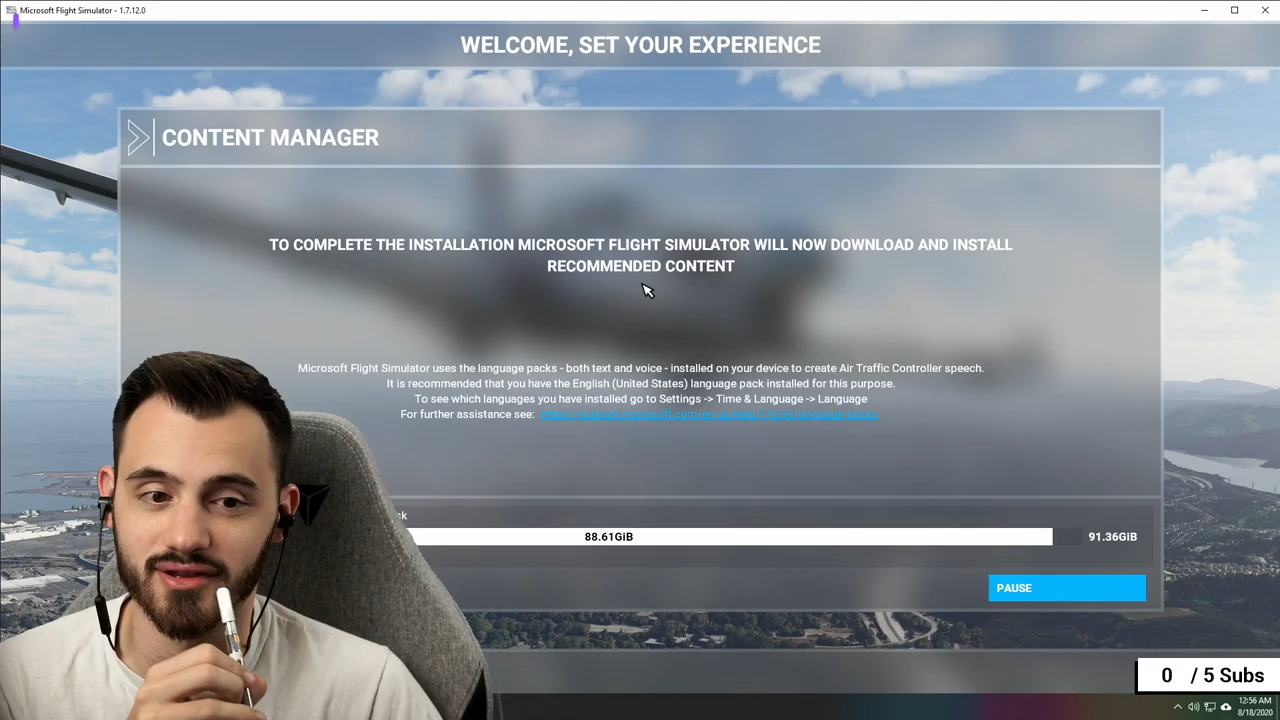 Microsoft Flight Simulator - 1.7.12.0
WELCOME, SET YOUR EXPERIENCE
CONTENT MANAGER
TO COMPLETE THE INSTALLATION MICROSOFT FLIGHT SIMULATOR WILL NOW DOWNLOAD AND INSTALL
RECOMMENDED CONTENT
Microsoft Flight Simulator uses the language packs - both text and voice - installed on your device to create Air Traffic Controller speech.
It is recommended that you have the English (United States) language pack installed for this purpose.
To see which languages you have installed go to Settings -> Time & Language -> Language
For further assistance see:
88.61GiB
91.36GiB
PAUSE
0 / 5 Subs
12:56 AM
8/18/2020